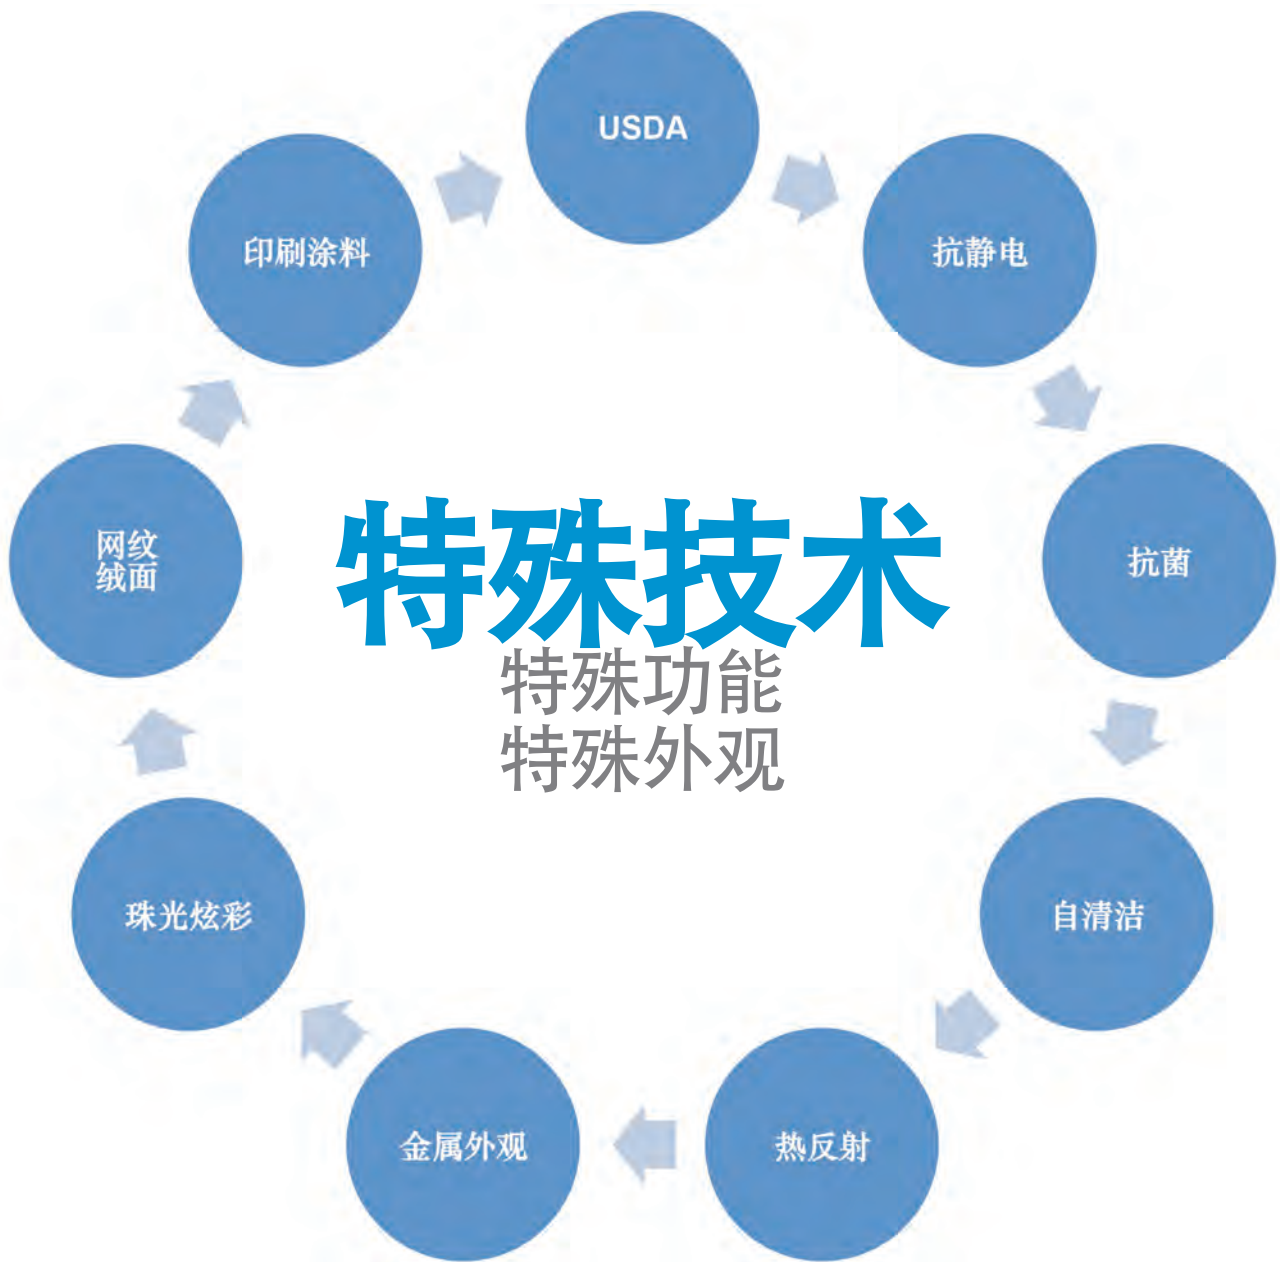 USDA
抗静电
抗菌
自清洁
热反射
金属外观
珠光炫彩
网纹
绒面
印刷涂料
特殊技术
特殊功能
特殊外观